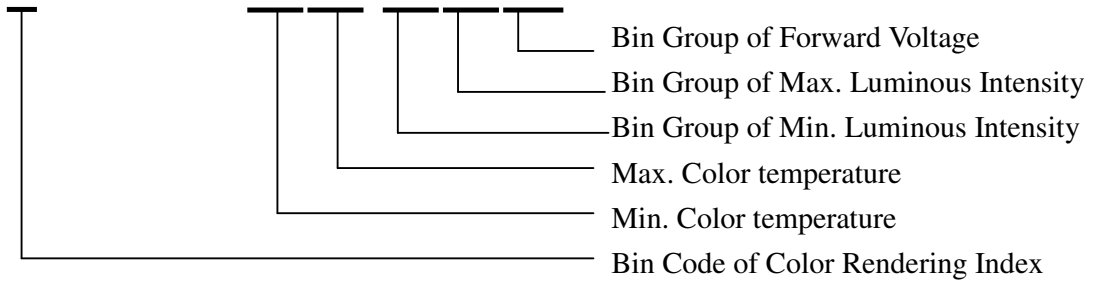 Bin Group of Forward Voltage
Bin Group of Max. Luminous Intensity
Bin Group of Min. Luminous Intensity
Max. Color temperature
Min. Color temperature
Bin Code of Color Rendering Index